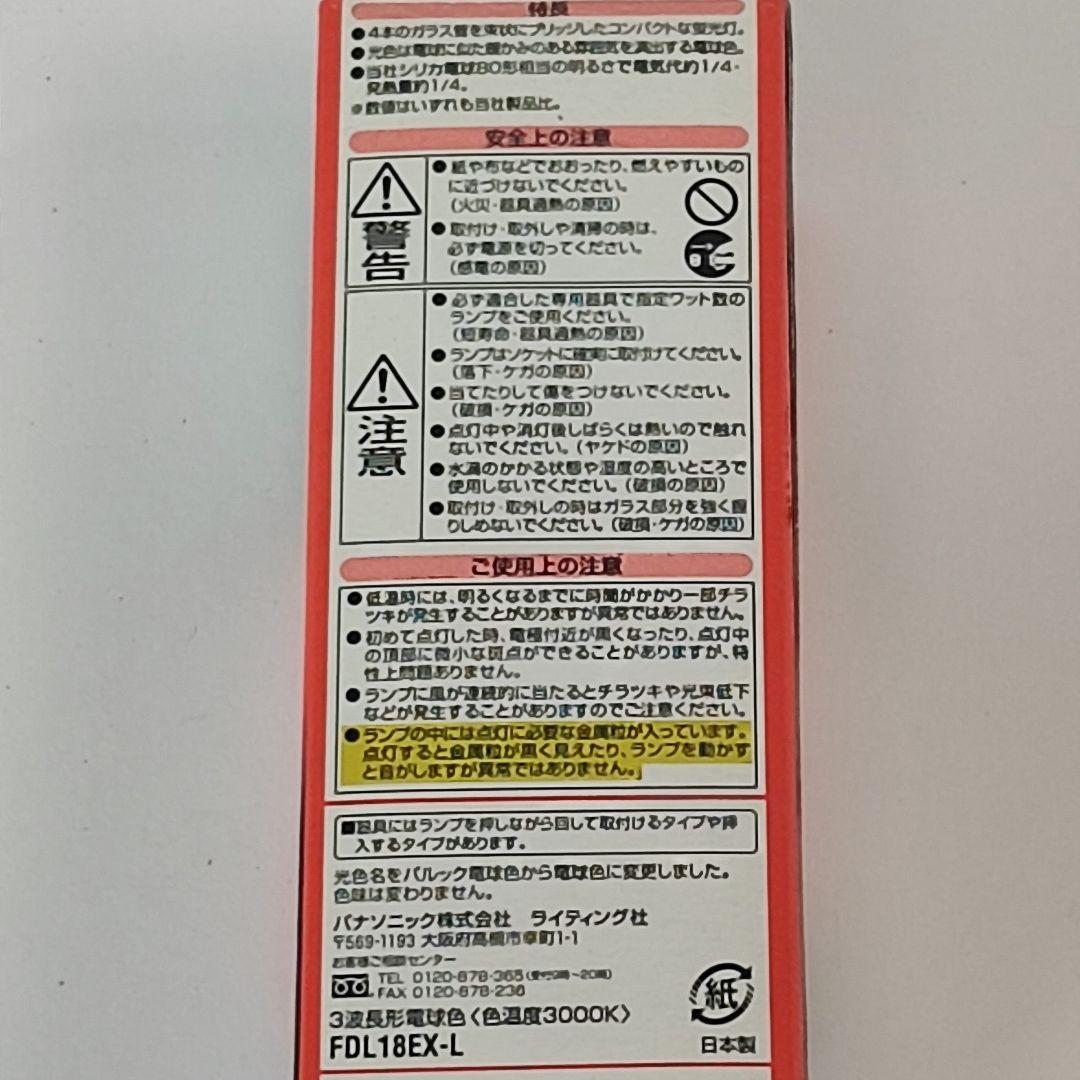 特長
●4本のガラス管を束状にブリッジしたコンパクトな蛍光灯。
●光色は電球に似た暖かみのある雰囲気を演出する電球色。
●当社シリカ電球80形相当の明るさで電気代約1/4・
発熱量約1/4。
※数値はいずれも当社製品比。
安全上の注意
警告
●紙や布などでおおったり、燃えやすいもの
に近づけないでください。
(火災・器具過熱の原因)
●取付け・取外しや清掃の時は、
必ず電源を切ってください。
(感電の原因)
注意
●必ず適合した専用器具で指定ワット数の
ランプをご使用ください。
(短寿命・器具過熱の原因)
●ランプはソケットに確実に取付けてください。
(落下・ケガの原因)
●当てたりして傷をつけないでください。
(破損・ケガの原因)
●点灯中や消灯後しばらくは熱いので触れ
ないでください。(ヤケドの原因)
●水滴のかかる状態や湿度の高いところで
使用しないでください。(破損の原因)
●取付け・取外しの時はガラス部分を強く握
りしめないでください。(破損・ケガの原因)
ご使用上の注意
●低温時には、明るくなるまでに時間がかかり一部チラ
ツキが発生することがありますが異常ではありません。
●初めて点灯した時、電極付近が黒くなったり、点灯中
の頂部に微小な斑点ができることがありますが、特
性上問題ありません。
●ランプに風が連続的に当たるとチラツキや光束低下
などが発生することがありますのでご注意ください。
●ランプの中には点灯に必要な金属粒が入っています。
点灯すると金属粒が黒く見えたり、ランプを動かす
と音がしますが異常ではありません。
■器具にはランプを押しながら回して取付けるタイプや挿
入するタイプがあります。
光色名をパルック電球色から電球色に変更しました。
色味は変わりません。
パナソニック株式会社 ライティング社
〒569-1193 大阪府高槻市幸町1-1
お客様ご相談センター
TEL 0120-878-365(受付9時～20時)
FAX 0120-878-236
紙
3波長形電球色〈色温度3000K〉
FDL18EX-L
日本製